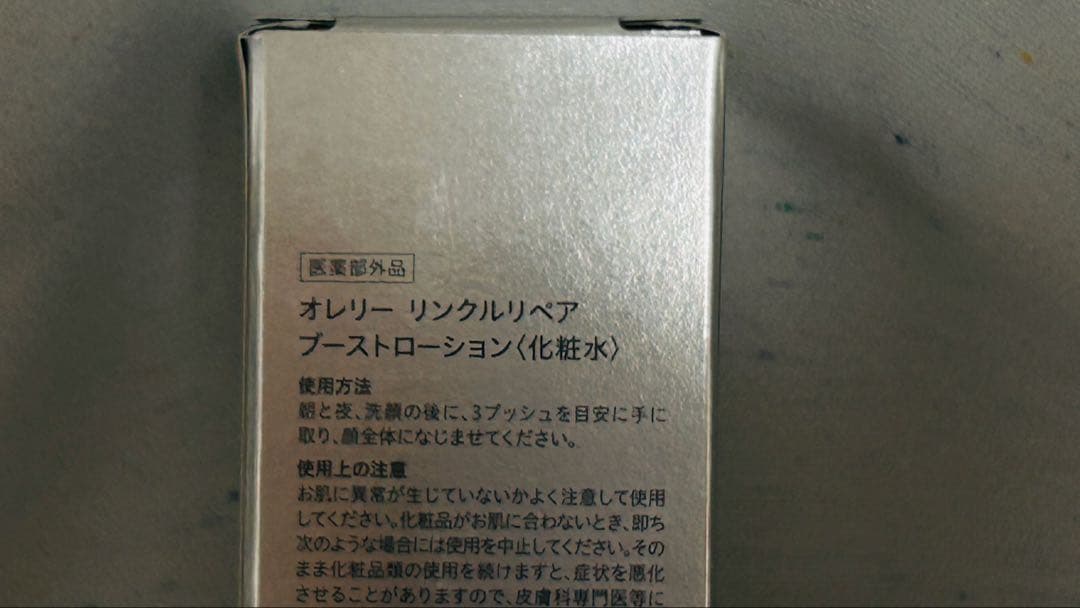 医薬部外品
オレリー リンクルリペア
ブーストローション〈化粧水〉
使用方法
朝と夜、洗顔の後に、3プッシュを目安に手に
取り、顔全体になじませてください。
使用上の注意
お肌に異常が生じていないかよく注意して使用
してください。化粧品がお肌に合わないとき、即ち
次のような場合には使用を中止してください。その
まま化粧品類の使用を続けますと、症状を悪化
させることがありますので、皮膚科専門医等に